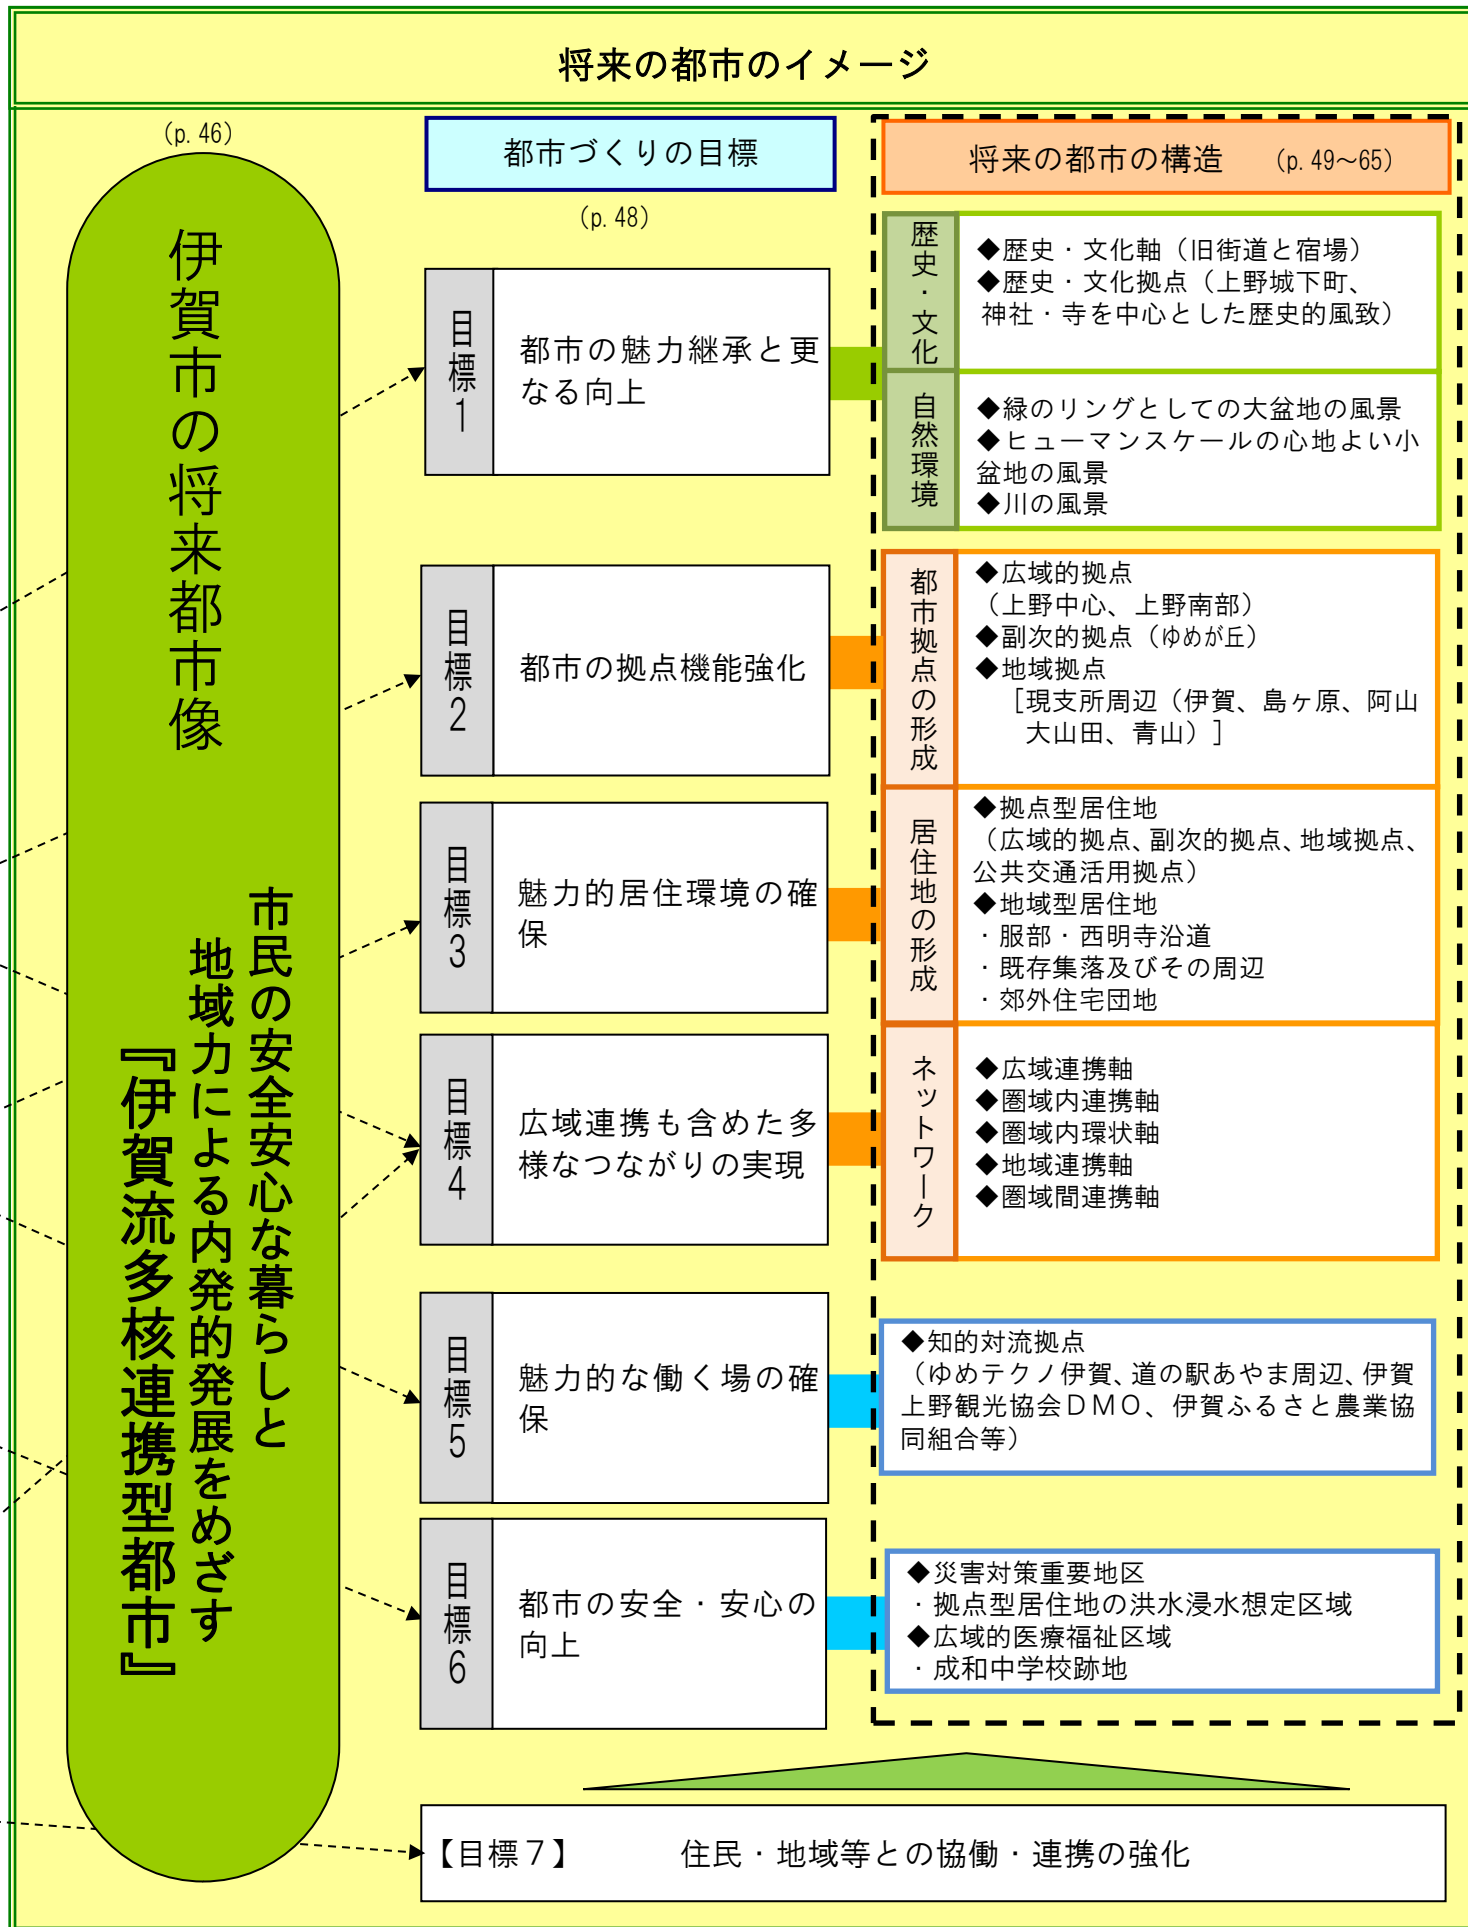 将来の都市のイメージ
(p. 46)
伊賀市の将来都市像
市民の安全安心な暮らしと
地域力による内発的発展をめざす
『伊賀流多核連携型都市』
都市づくりの目標
(p. 48)
目標1
都市の魅力継承と更
なる向上
目標2
都市の拠点機能強化
目標3
魅力的居住環境の確
保
目標4
広域連携も含めた多
様なつながりの実現
目標5
魅力的な働く場の確
保
目標6
都市の安全・安心の
向上
将来の都市の構造 (p. 49～65)
歴史・文化
◆歴史・文化軸（旧街道と宿場）
◆歴史・文化拠点（上野城下町、
神社・寺を中心とした歴史的風致）
自然環境
◆緑のリングとしての大盆地の風景
◆ヒューマンスケールの心地よい小
盆地の風景
◆川の風景
都市拠点の形成
◆広域的拠点
（上野中心、上野南部）
◆副次的拠点（ゆめが丘）
◆地域拠点
［現支所周辺（伊賀、島ヶ原、阿山
大山田、青山）］
居住地の形成
◆拠点型居住地
（広域的拠点、副次的拠点、地域拠点、
公共交通活用拠点）
◆地域型居住地
・服部・西明寺沿道
・既存集落及びその周辺
・郊外住宅団地
ネットワーク
◆広域連携軸
◆圏域内連携軸
◆圏域内環状軸
◆地域連携軸
◆圏域間連携軸
◆知的対流拠点
（ゆめテクノ伊賀、道の駅あやま周辺、伊賀
上野観光協会ＤＭＯ、伊賀ふるさと農業協
同組合等）
◆災害対策重要地区
・拠点型居住地の洪水浸水想定区域
◆広域的医療福祉区域
・成和中学校跡地
【目標７】 住民・地域等との協働・連携の強化